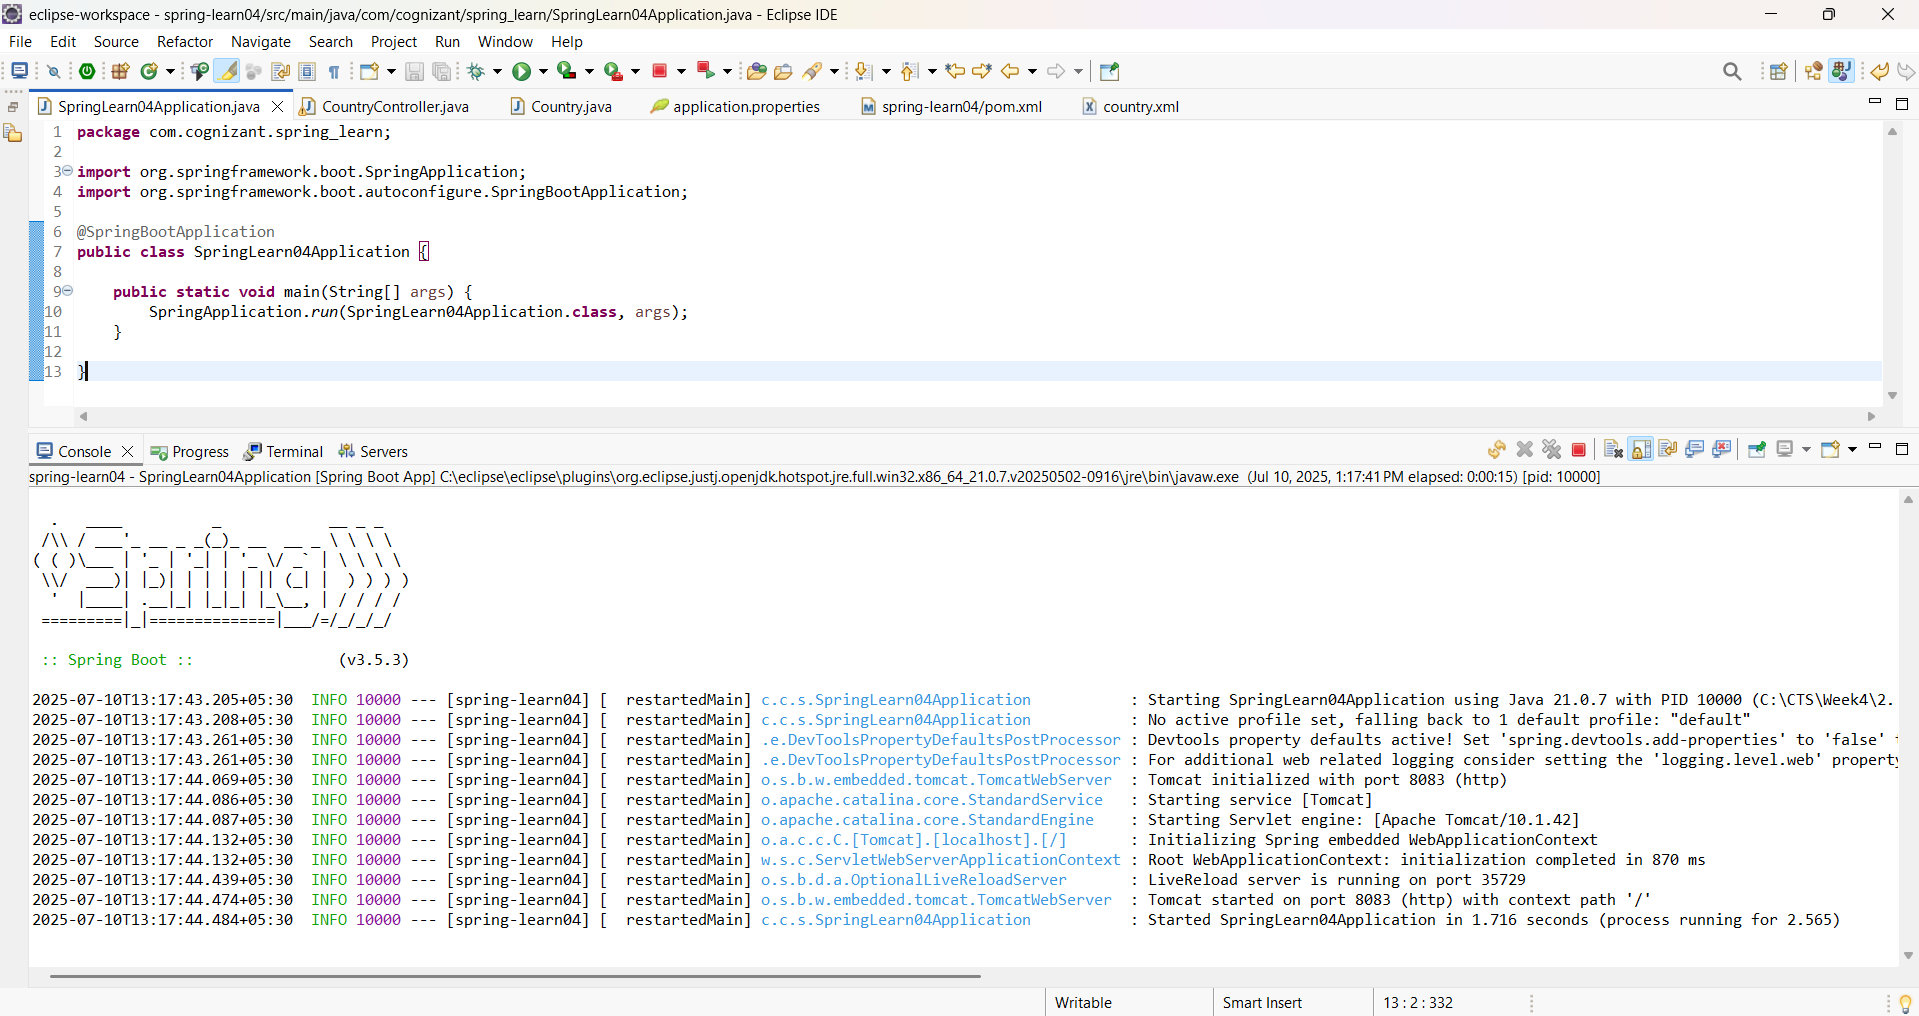 eclipse-workspace - spring-learn04/src/main/java/com/cognizant/spring_learn/SpringLearn04Application.java - Eclipse IDE
File Edit Source Refactor Navigate Search Project Run Window Help
SpringLearn04Application.java CountryController.java Country.java application.properties spring-learn04/pom.xml country.xml
1 package com.cognizant.spring_learn;
2
3 import org.springframework.boot.SpringApplication;
4 import org.springframework.boot.autoconfigure.SpringBootApplication;
5
6 @SpringBootApplication
7 public class SpringLearn04Application {
8
9 public static void main(String[] args) {
10 SpringApplication.run(SpringLearn04Application.class, args);
11 }
12
13 }
Console Progress Terminal Servers
spring-learn04 - SpringLearn04Application [Spring Boot App] C:\eclipse\eclipse\plugins\org.eclipse.justj.openjdk.hotspot.jre.full.win32.x86_64_21.0.7.v20250502-0916\jre\bin\javaw.exe (Jul 10, 2025, 1:17:41 PM elapsed: 0:00:15) [pid: 10000]
Spring
:: Spring Boot :: (v3.5.3)
2025-07-10T13:17:43.205+05:30 INFO 10000 --- [spring-learn04] [ restartedMain] c.c.s.SpringLearn04Application : Starting SpringLearn04Application using Java 21.0.7 with PID 10000 (C:\CTS\Week4\2.
2025-07-10T13:17:43.208+05:30 INFO 10000 --- [spring-learn04] [ restartedMain] c.c.s.SpringLearn04Application : No active profile set, falling back to 1 default profile: "default"
2025-07-10T13:17:43.261+05:30 INFO 10000 --- [spring-learn04] [ restartedMain] .e.DevToolsPropertyDefaultsPostProcessor : Devtools property defaults active! Set 'spring.devtools.add-properties' to 'false'
2025-07-10T13:17:43.261+05:30 INFO 10000 --- [spring-learn04] [ restartedMain] .e.DevToolsPropertyDefaultsPostProcessor : For additional web related logging consider setting the 'logging.level.web' property
2025-07-10T13:17:44.069+05:30 INFO 10000 --- [spring-learn04] [ restartedMain] o.s.b.w.embedded.tomcat.TomcatWebServer : Tomcat initialized with port 8083 (http)
2025-07-10T13:17:44.086+05:30 INFO 10000 --- [spring-learn04] [ restartedMain] o.apache.catalina.core.StandardService : Starting service [Tomcat]
2025-07-10T13:17:44.087+05:30 INFO 10000 --- [spring-learn04] [ restartedMain] o.apache.catalina.core.StandardEngine : Starting Servlet engine: [Apache Tomcat/10.1.42]
2025-07-10T13:17:44.132+05:30 INFO 10000 --- [spring-learn04] [ restartedMain] o.a.c.c.C.[Tomcat].[localhost].[/] : Initializing Spring embedded WebApplicationContext
2025-07-10T13:17:44.132+05:30 INFO 10000 --- [spring-learn04] [ restartedMain] w.s.c.ServletWebServerApplicationContext : Root WebApplicationContext: initialization completed in 870 ms
2025-07-10T13:17:44.439+05:30 INFO 10000 --- [spring-learn04] [ restartedMain] o.s.b.d.a.OptionalLiveReloadServer : LiveReload server is running on port 35729
2025-07-10T13:17:44.474+05:30 INFO 10000 --- [spring-learn04] [ restartedMain] o.s.b.w.embedded.tomcat.TomcatWebServer : Tomcat started on port 8083 (http) with context path '/'
2025-07-10T13:17:44.484+05:30 INFO 10000 --- [spring-learn04] [ restartedMain] c.c.s.SpringLearn04Application : Started SpringLearn04Application in 1.716 seconds (process running for 2.565)
Writable Smart Insert 13 : 2 : 332